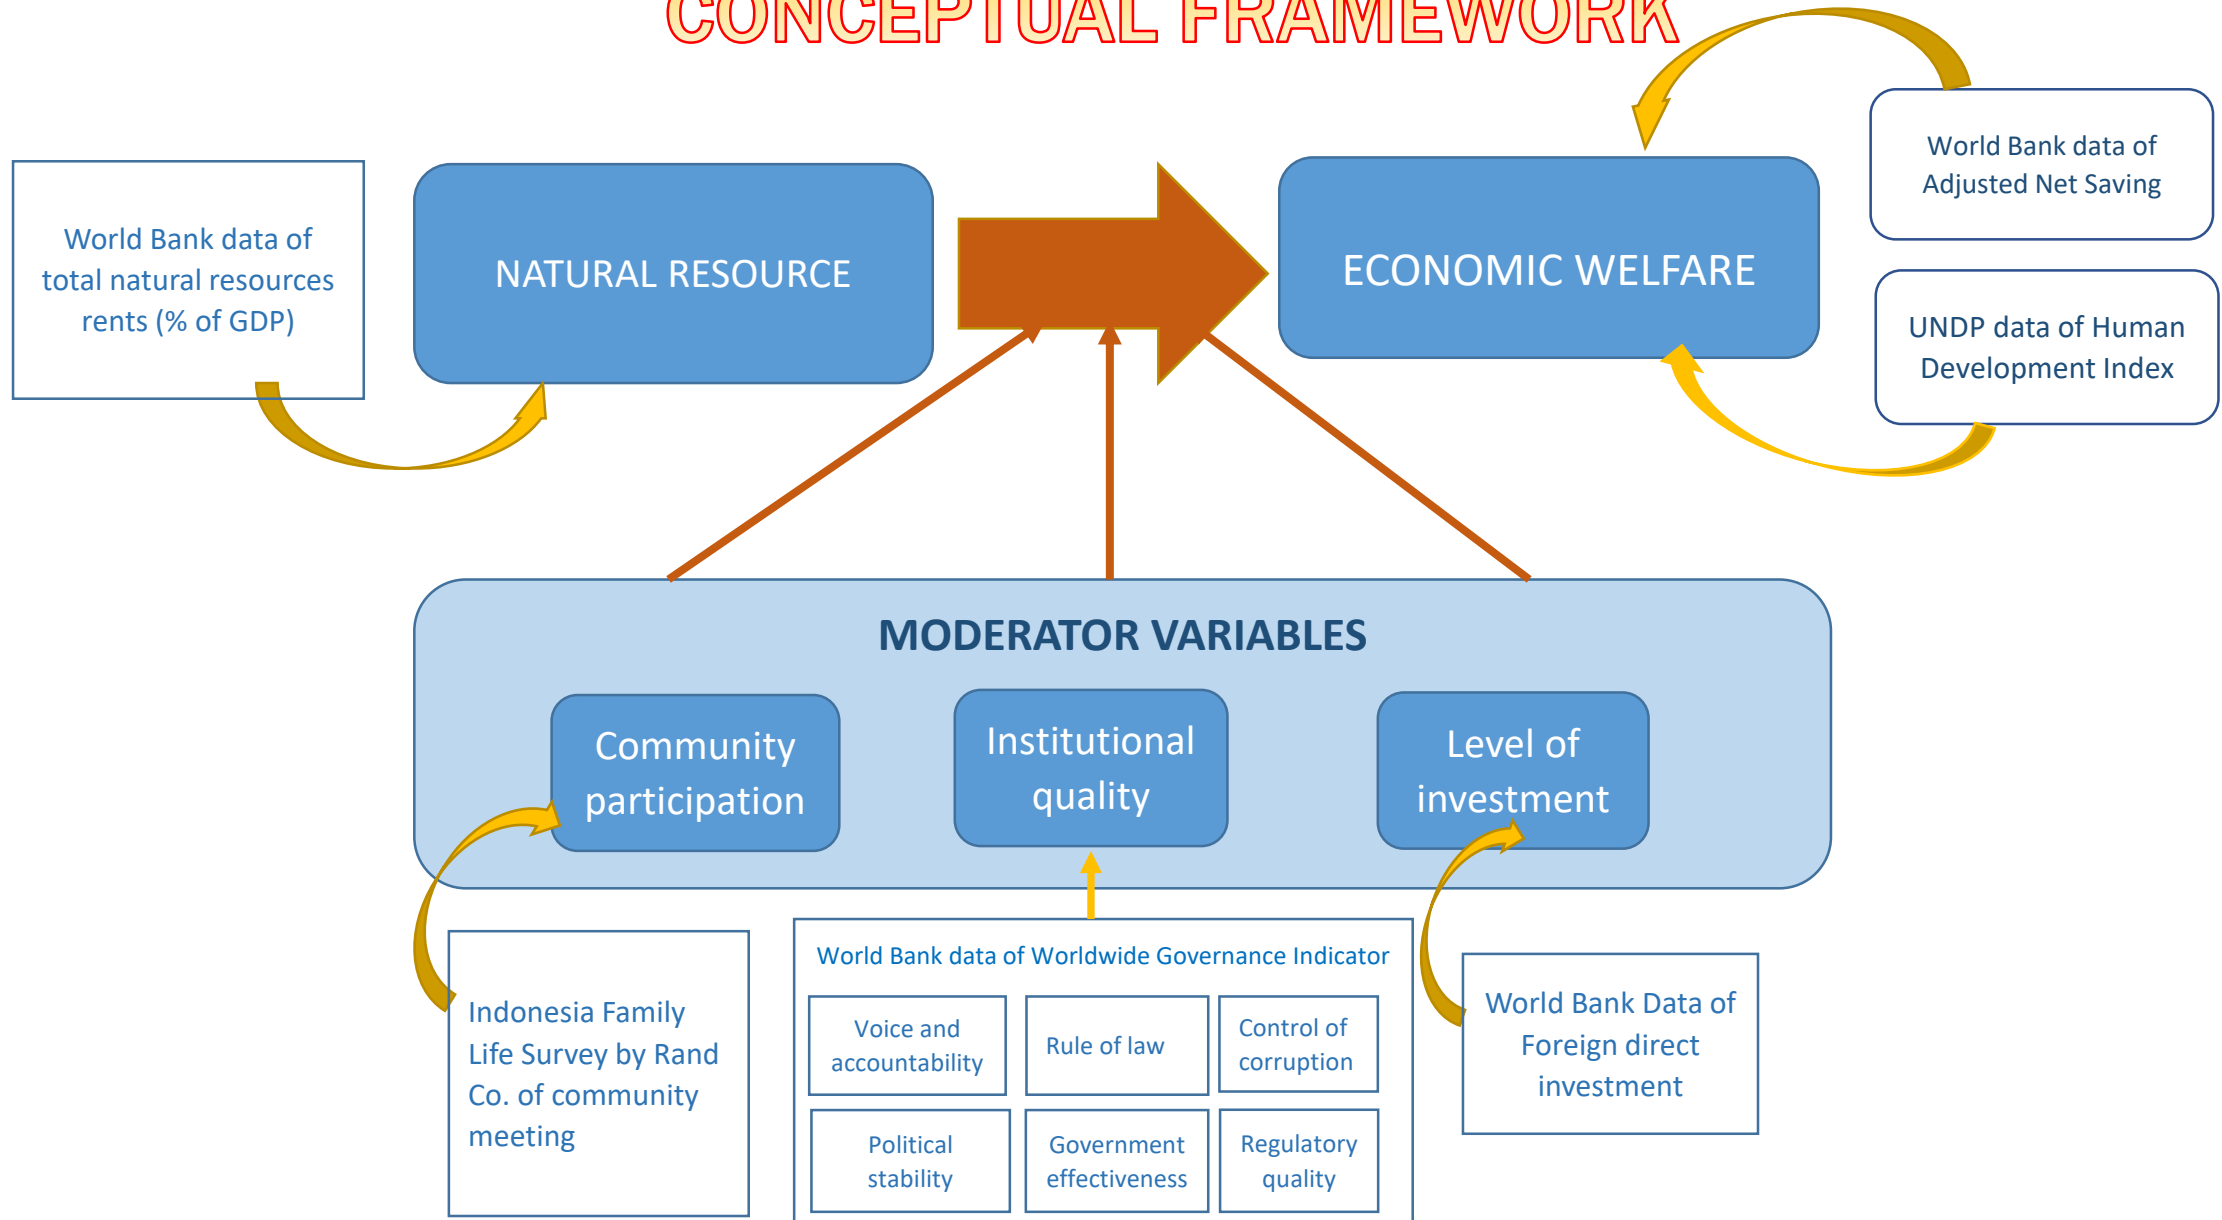 CONCEPTUAL FRAMEWORK
World Bank data of
total natural resources
rents (% of GDP)
NATURAL RESOURCE
ECONOMIC WELFARE
World Bank data of
Adjusted Net Saving
UNDP data of Human
Development Index
MODERATOR VARIABLES
Community
participation
Institutional
quality
Level of
investment
Indonesia Family
Life Survey by Rand
Co. of community
meeting
World Bank data of Worldwide Governance Indicator
Voice and
accountability
Rule of law
Control of
corruption
Political
stability
Government
effectiveness
Regulatory
quality
World Bank Data of
Foreign direct
investment